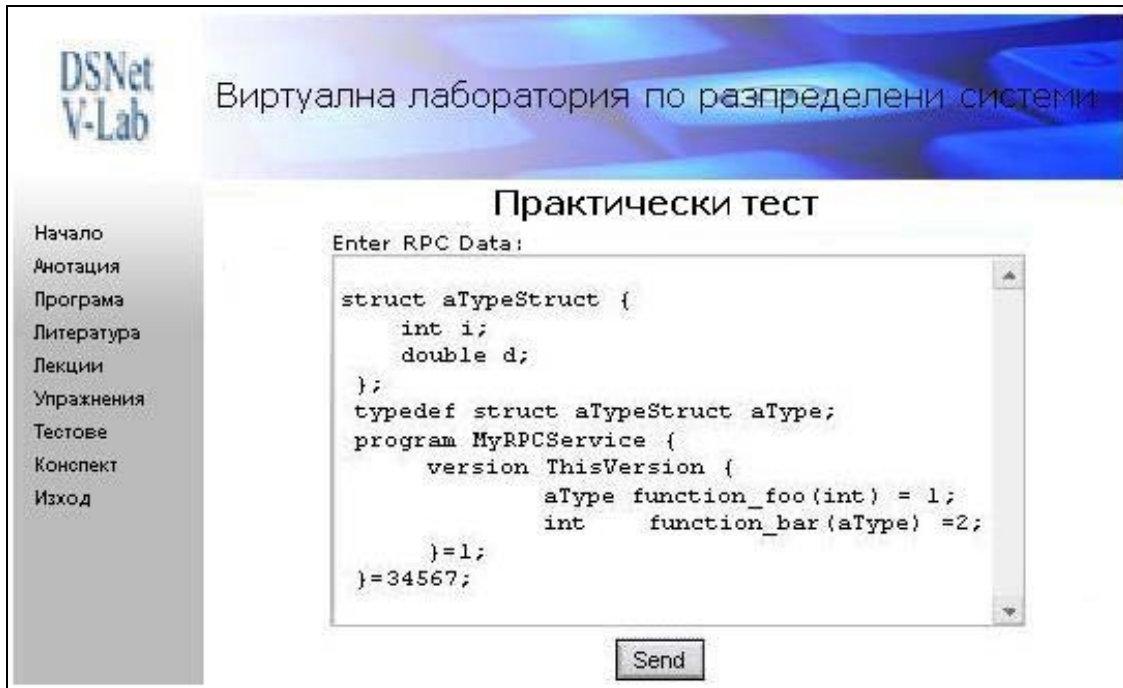 DSNet
V-Lab
Виртуална лаборатория по разпределени системи
Начало
Анотация
Програма
Литература
Лекции
Упражнения
Тестове
Конспект
Изход
Практически тест
Enter RPC Data:
struct aTypeStruct {
int i;
double d;
};
typedef struct aTypeStruct aType;
program MyRPCService {
version ThisVersion {
aType function_foo(int) = 1;
int function_bar(aType) =2;
}=1;
}=34567;
Send